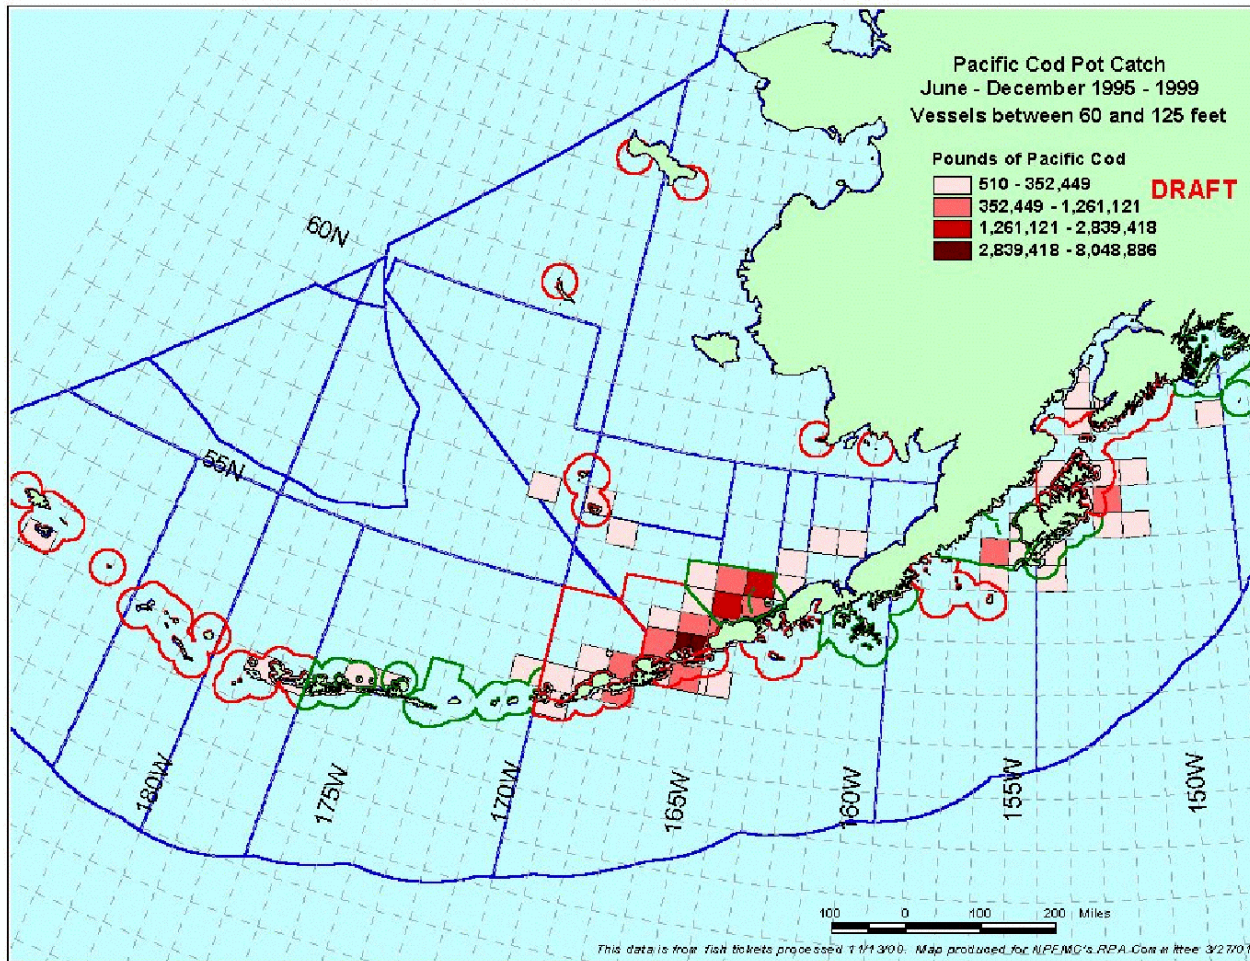 Pacific Cod Pot Catch
June - December 1995 - 1999
Vessels between 60 and 125 feet
Pounds of Pacific Cod
510 - 352,449
DRAFT
352,449 - 1,261,121
1,261,121 - 2,839,418
2,839,418 - 8,048,886
60N
55N
180W
175W
170W
165W
160W
155W
150W
100 0 100 200 Miles
This data is from fish tickets processed 11/13/00. Map produced for NPFMC's RPA Committee 3/27/01